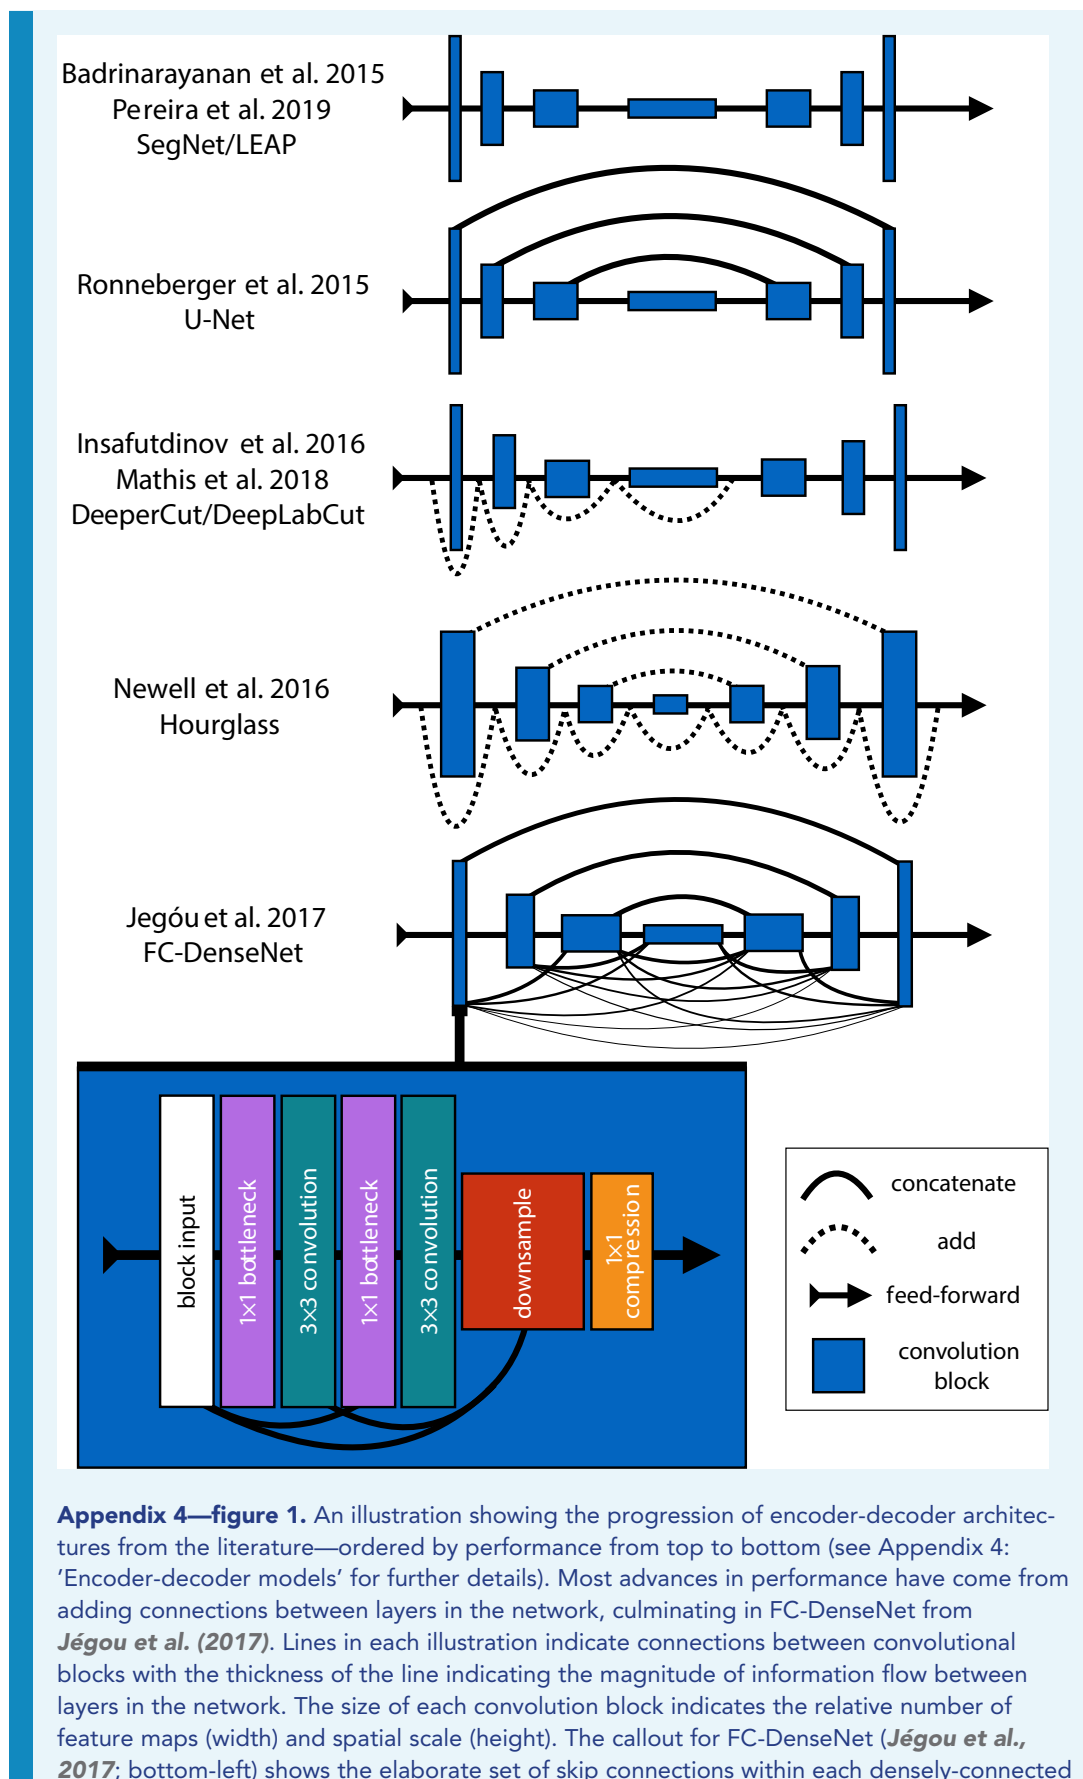 Badrinarayanan et al. 2015
Pereira et al. 2019
SegNet/LEAP
Ronneberger et al. 2015
U-Net
Insafutdinov et al. 2016
Mathis et al. 2018
DeeperCut/DeepLabCut
Newell et al. 2016
Hourglass
Jegóu et al. 2017
FC-DenseNet
block input
1×1 bottleneck
3×3 convolution
1×1 bottleneck
3×3 convolution
downsample
1×1
compression
concatenate
add
feed-forward
convolution
block
Appendix 4—figure 1. An illustration showing the progression of encoder-decoder architec-
tures from the literature—ordered by performance from top to bottom (see Appendix 4:
'Encoder-decoder models' for further details). Most advances in performance have come from
adding connections between layers in the network, culminating in FC-DenseNet from
Jégou et al. (2017). Lines in each illustration indicate connections between convolutional
blocks with the thickness of the line indicating the magnitude of information flow between
layers in the network. The size of each convolution block indicates the relative number of
feature maps (width) and spatial scale (height). The callout for FC-DenseNet (Jégou et al.,
2017; bottom-left) shows the elaborate set of skip connections within each densely-connected